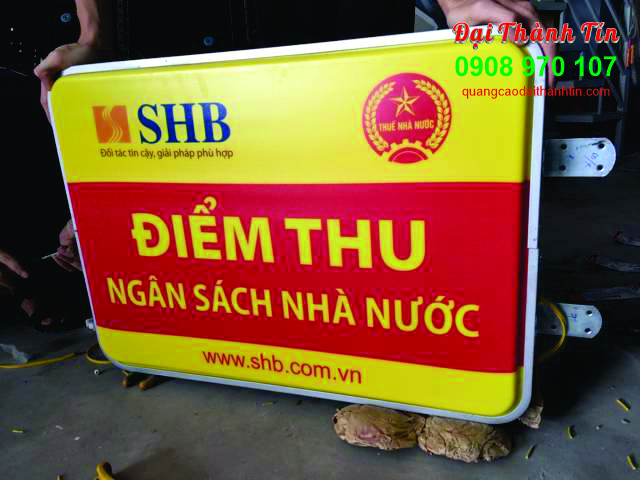 Đại Thành Tín
0908 970 107
quangcaodaithanhtin.com
SHB
Đối tác tin cậy, giải pháp phù hợp
THUẾ NHÀ NƯỚC
ĐIỂM THU
NGÂN SÁCH NHÀ NƯỚC
www.shb.com.vn